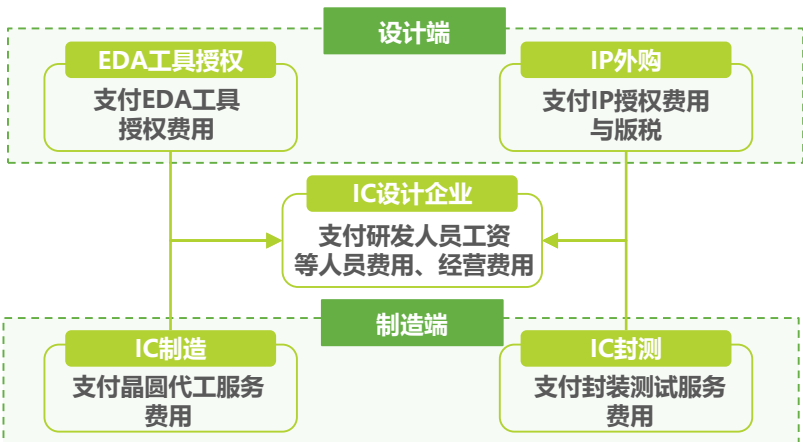 设计端
EDA工具授权
支付EDA工具
授权费用
IP外购
支付IP授权费用
与版税
IC设计企业
支付研发人员工资
等人员费用、经营费用
制造端
IC制造
支付晶圆代工服务
费用
IC封测
支付封装测试服务
费用